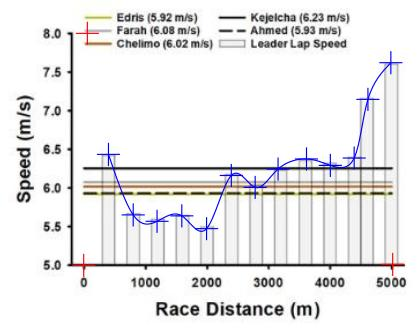 Edris (5.92 m/s)
Farah (6.08 m/s)
Chelimo (6.02 m/s)
Kejelcha (6.23 m/s)
Ahmed (5.93 m/s)
Leader Lap Speed
8.0
7.5
7.0
6.5
6.0
5.5
5.0
Speed (m/s)
0 1000 2000 3000 4000 5000
Race Distance (m)